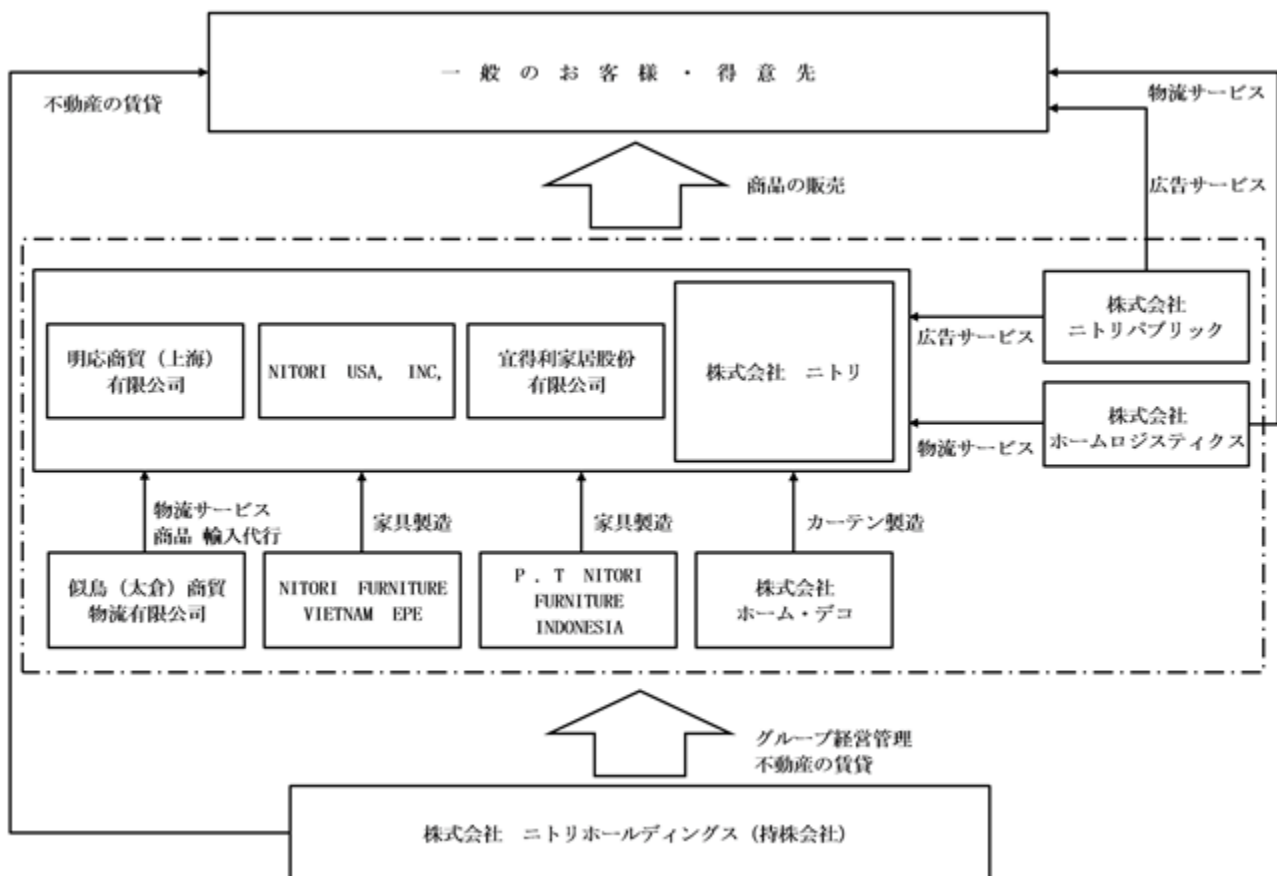 一 般 の お 客 様 ・ 得 意 先
不動産の賃貸
物流サービス
商品の販売
広告サービス
明応商貿（上海）
有限公司
NITORI USA, INC,
宜得利家居股份
有限公司
株式会社 ニトリ
広告サービス
株式会社
ニトリパブリック
物流サービス
株式会社
ホームロジスティクス
物流サービス
商品 輸入代行
家具製造
家具製造
カーテン製造
似鳥（太倉）商貿
物流有限公司
NITORI FURNITURE
VIETNAM EPE
P . T NITORI
FURNITURE
INDONESIA
株式会社
ホーム・デコ
グループ経営管理
不動産の賃貸
株式会社 ニトリホールディングス（持株会社）